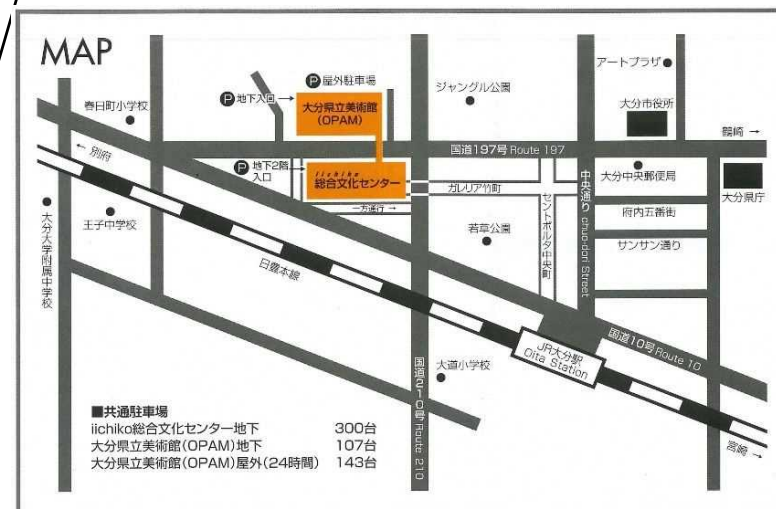 MAP
P 屋外駐車場
P 地下入口→
大分県立美術館
(OPAM)
ジャングル公園
アートプラザ
大分市役所
春日町小学校
鶴崎→
← 別府
国道197号 Route 197
P 地下2階
入口
iichiko
総合文化センター
ガレリア竹町
大分中央郵便局
大分県庁
一方通行→
中央通り chuo-dori Street
府内五番街
王子中学校
大分大学附属中学校
若草公園
セントポルタ中央町
サンサン通り
日豊本線
国道10号 Route 10
JR大分駅
Oita Station
大道小学校
国道210号 Route 210
■共通駐車場
iichiko総合文化センター地下 300台
大分県立美術館(OPAM)地下 107台
大分県立美術館(OPAM)屋外(24時間) 143台
宮崎→